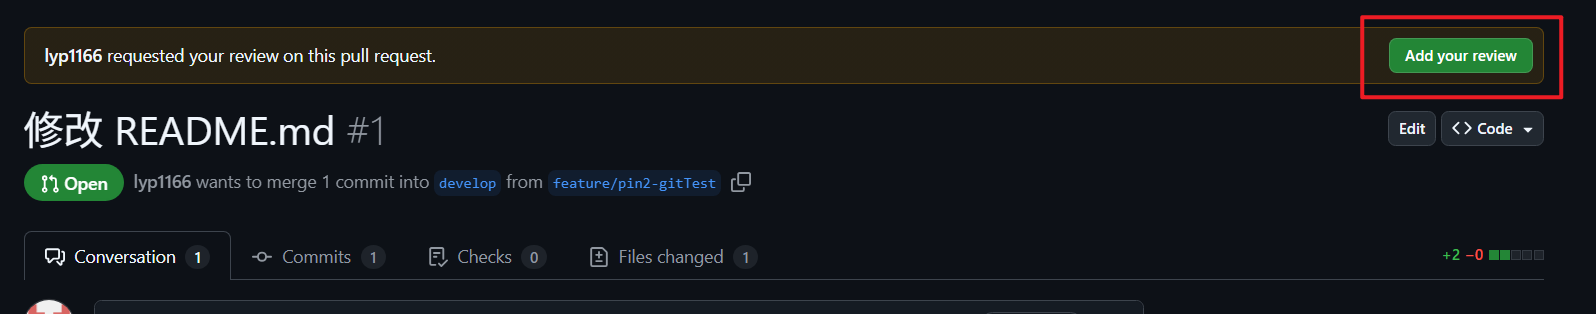 lyp1166 requested your review on this pull request.
Add your review
修改 README.md #1
Edit
<> Code
Open
lyp1166 wants to merge 1 commit into develop from feature/pin2-gitTest
Conversation 1
Commits 1
Checks 0
Files changed 1
+2 −0